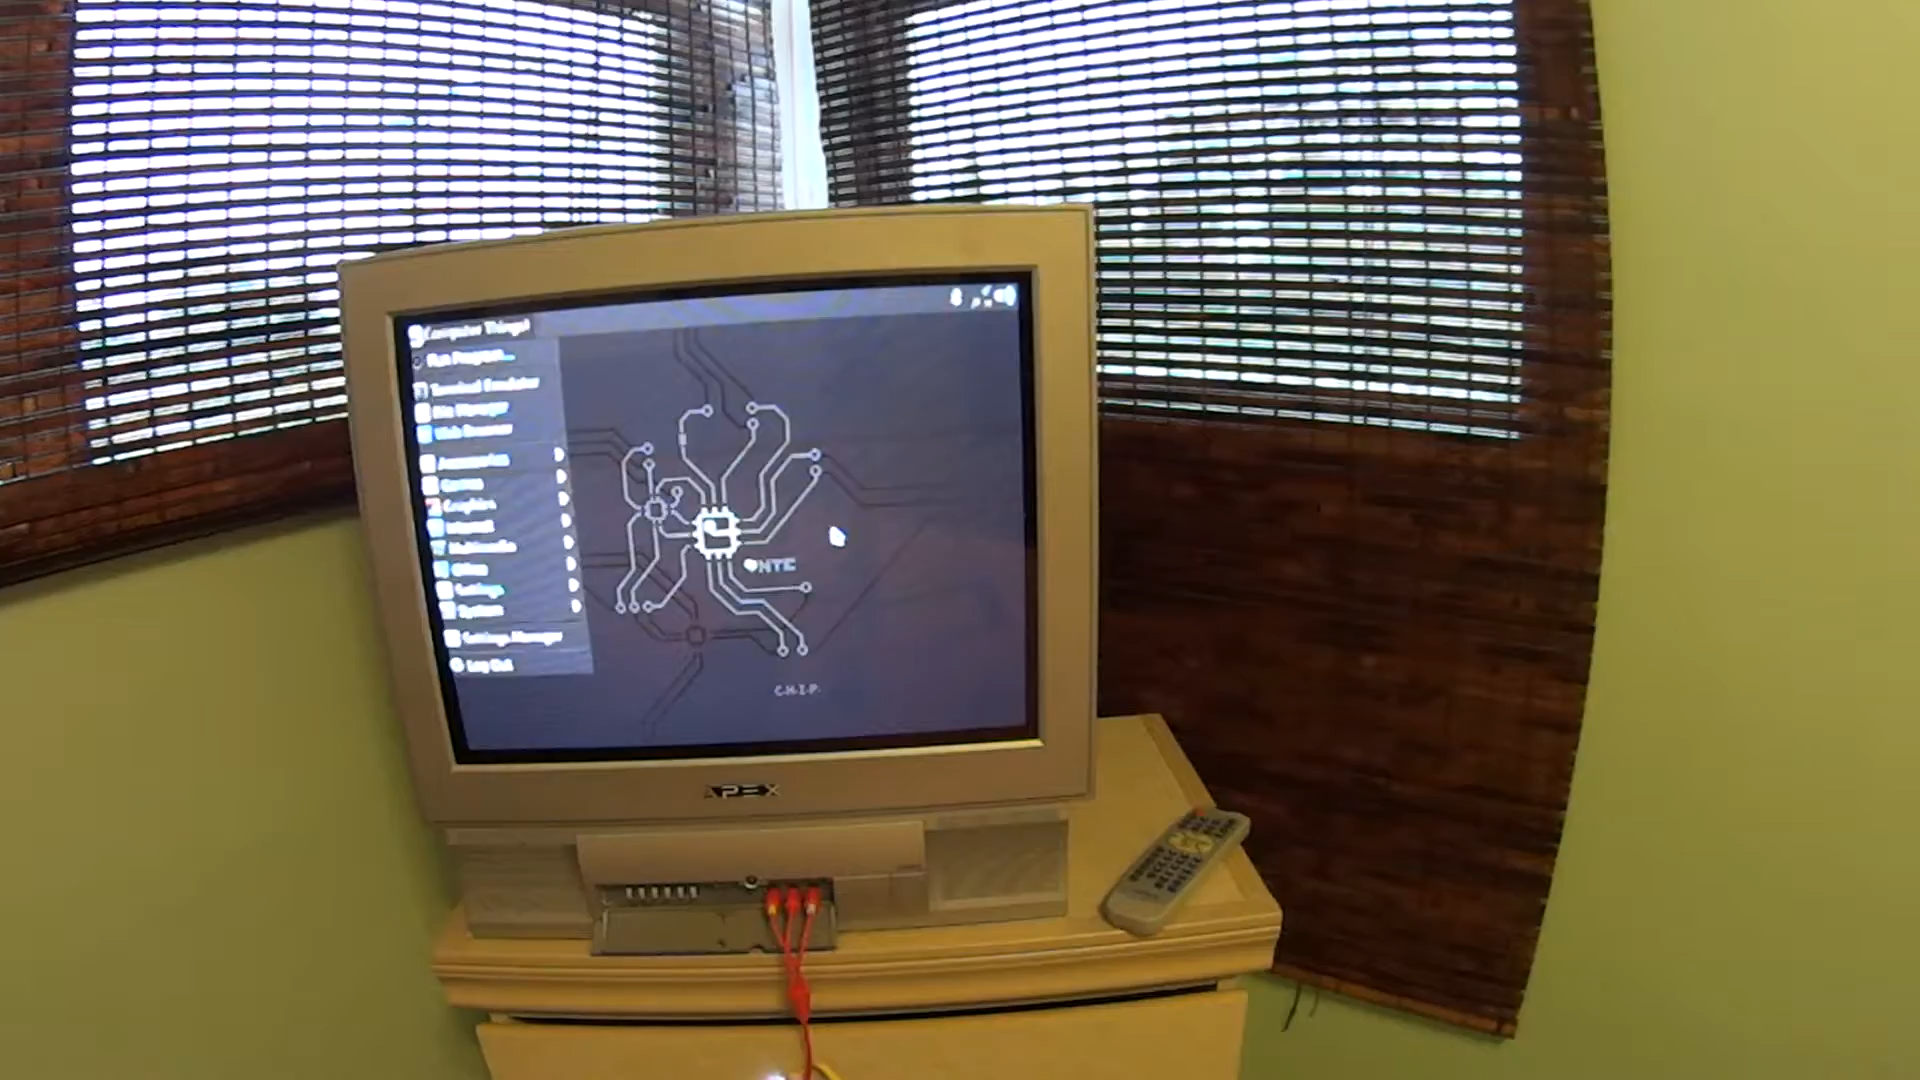 Computer Things!
Run Program...
Terminal Emulator
File Manager
Web Browser
Accessories
Games
Graphics
Internet
Multimedia
Office
Settings
System
Settings Manager
Log Out
NTC
C.H.I.P.
APEX